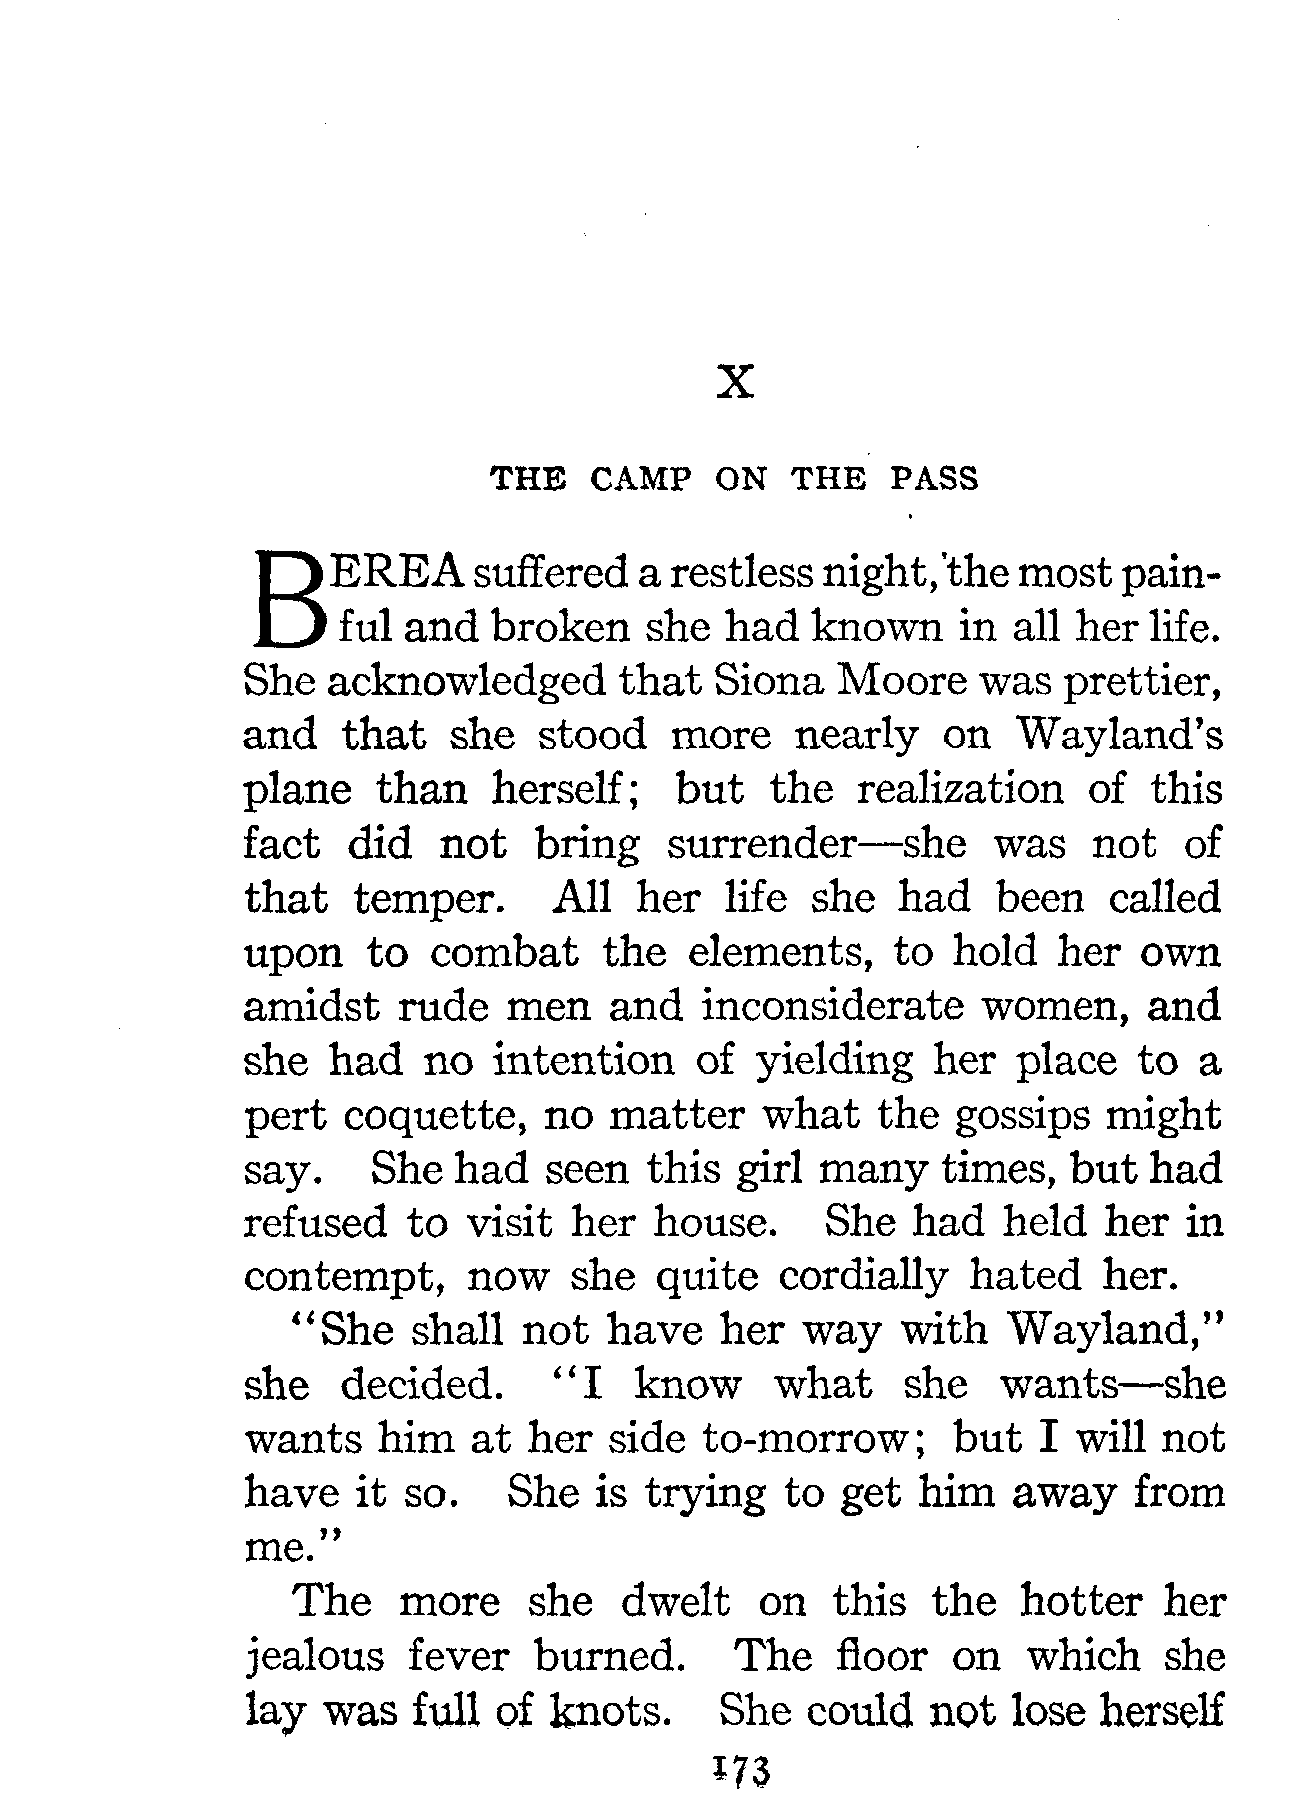 X
THE CAMP ON THE PASS
BEREA suffered a restless night, the most pain-
ful and broken she had known in all her life.
She acknowledged that Siona Moore was prettier,
and that she stood more nearly on Wayland's
plane than herself; but the realization of this
fact did not bring surrender—she was not of
that temper. All her life she had been called
upon to combat the elements, to hold her own
amidst rude men and inconsiderate women, and
she had no intention of yielding her place to a
pert coquette, no matter what the gossips might
say. She had seen this girl many times, but had
refused to visit her house. She had held her in
contempt, now she quite cordially hated her.
"She shall not have her way with Wayland,"
she decided. "I know what she wants—she
wants him at her side to-morrow; but I will not
have it so. She is trying to get him away from
me."
The more she dwelt on this the hotter her
jealous fever burned. The floor on which she
lay was full of knots. She could not lose herself
173